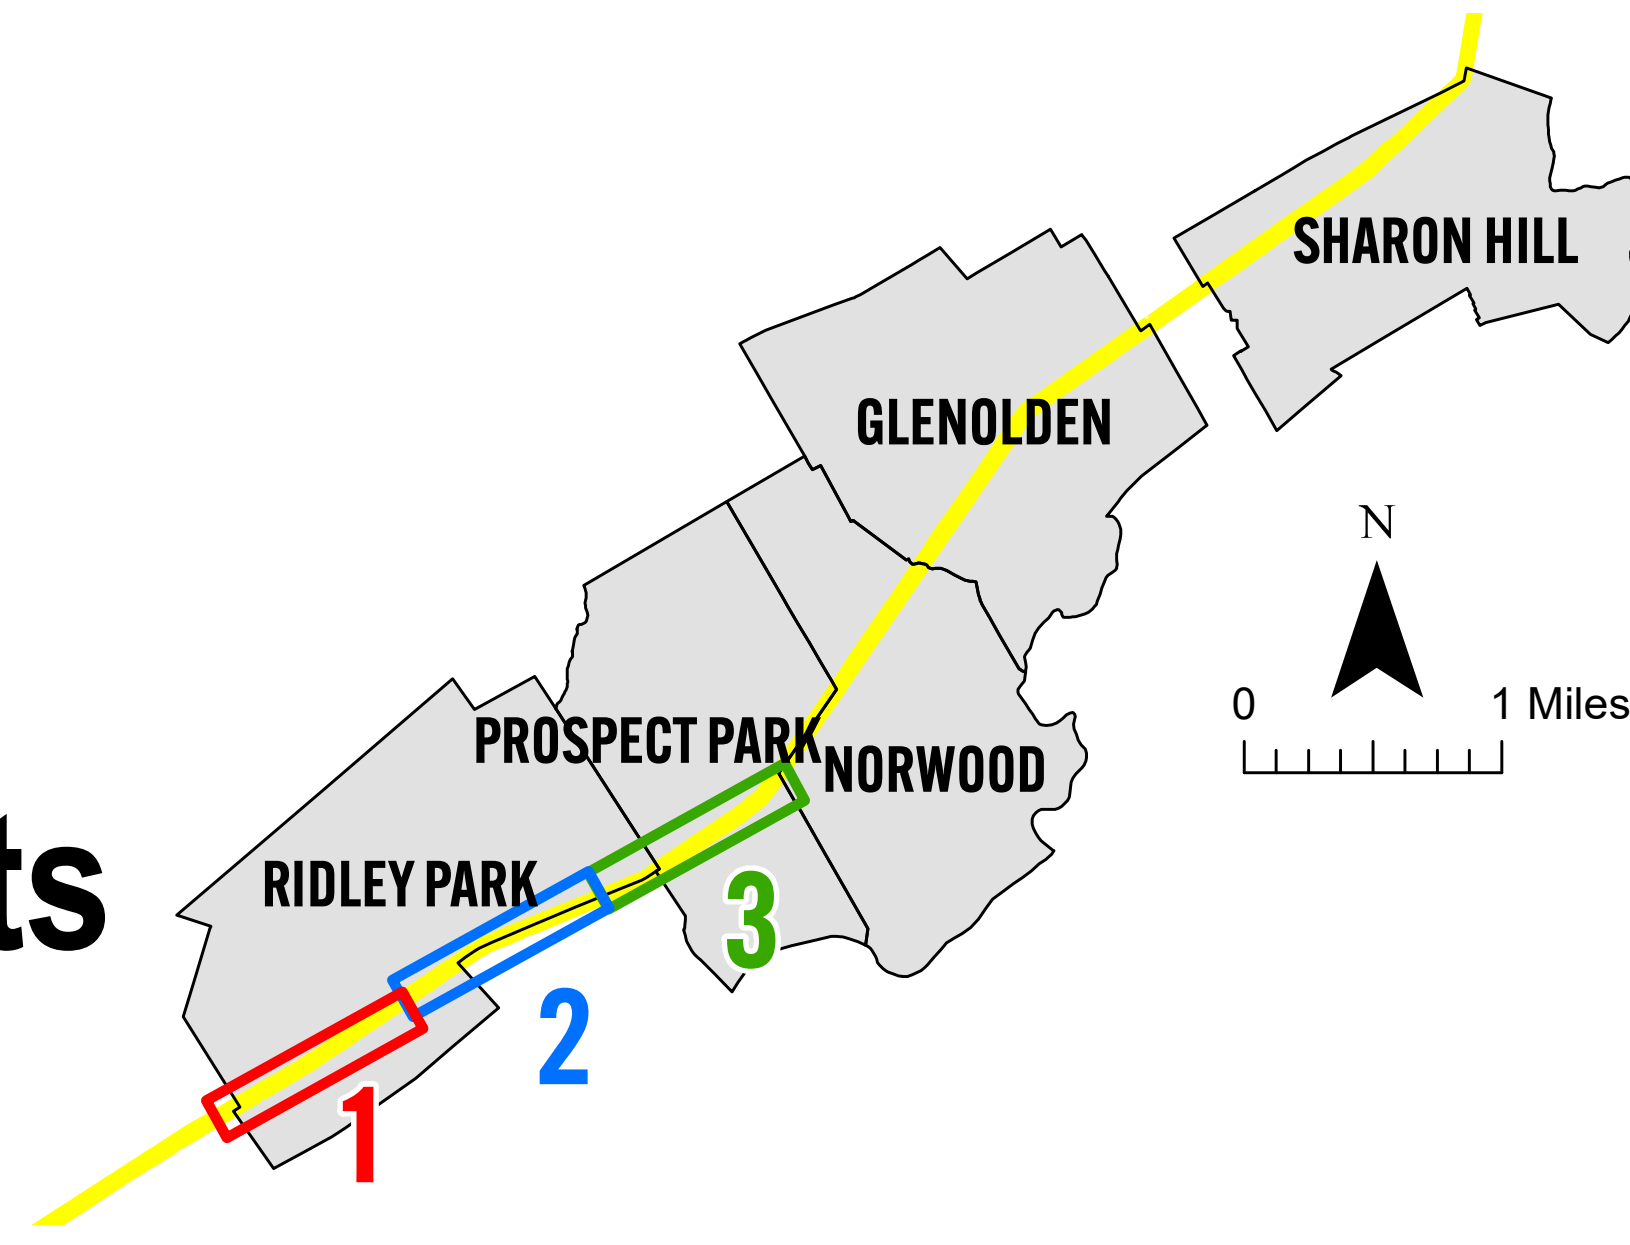 SHARON HILL
GLENOLDEN
N
0 1 Miles
PROSPECT PARK
NORWOOD
ts
RIDLEY PARK
3
2
1